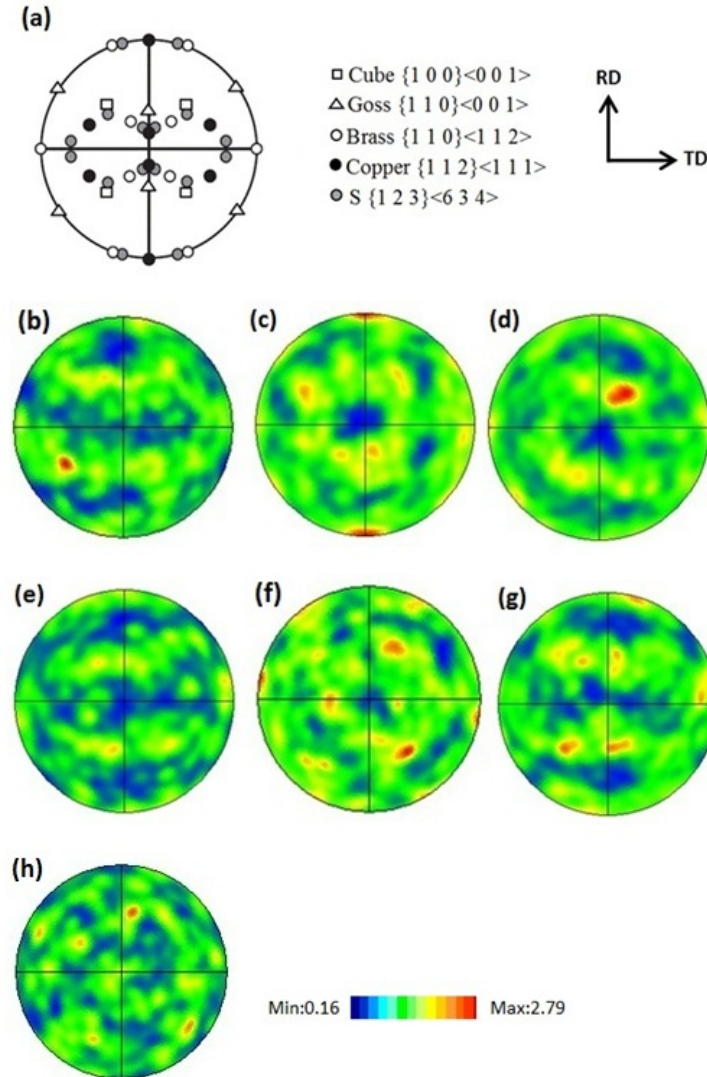 (a)
□ Cube {1 0 0}<0 0 1>
△ Goss {1 1 0}<0 0 1>
○ Brass {1 1 0}<1 1 2>
● Copper {1 1 2}<1 1 1>
● S {1 2 3}<6 3 4>
RD
TD
(b)
(c)
(d)
(e)
(f)
(g)
(h)
Min:0.16
Max:2.79